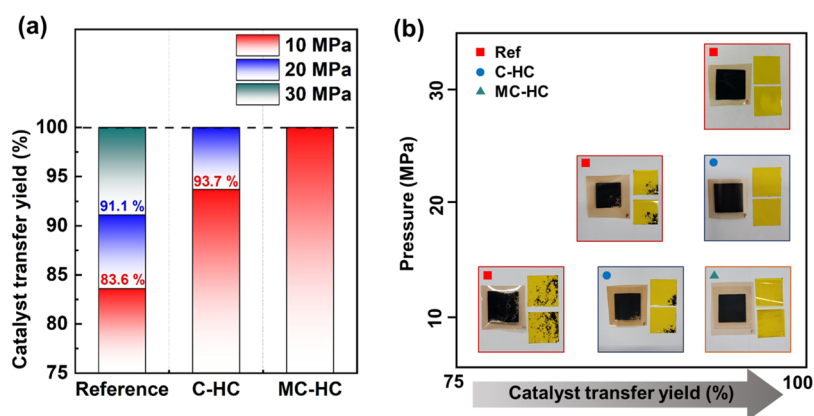 (a)
10 MPa
20 MPa
30 MPa
Catalyst transfer yield (%)
100
95
90
85
80
75
91.1 %
83.6 %
93.7 %
Reference
C-HC
MC-HC
(b)
Ref
C-HC
MC-HC
Pressure (MPa)
30
20
10
75
Catalyst transfer yield (%)
100